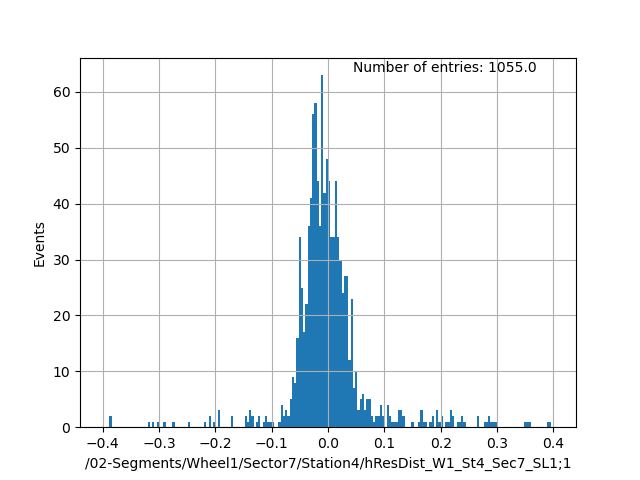 Number of entries: 1055.0
60
50
40
30
20
10
0
Events
−0.4 −0.3 −0.2 −0.1 0.0 0.1 0.2 0.3 0.4
/02-Segments/Wheel1/Sector7/Station4/hResDist_W1_St4_Sec7_SL1;1